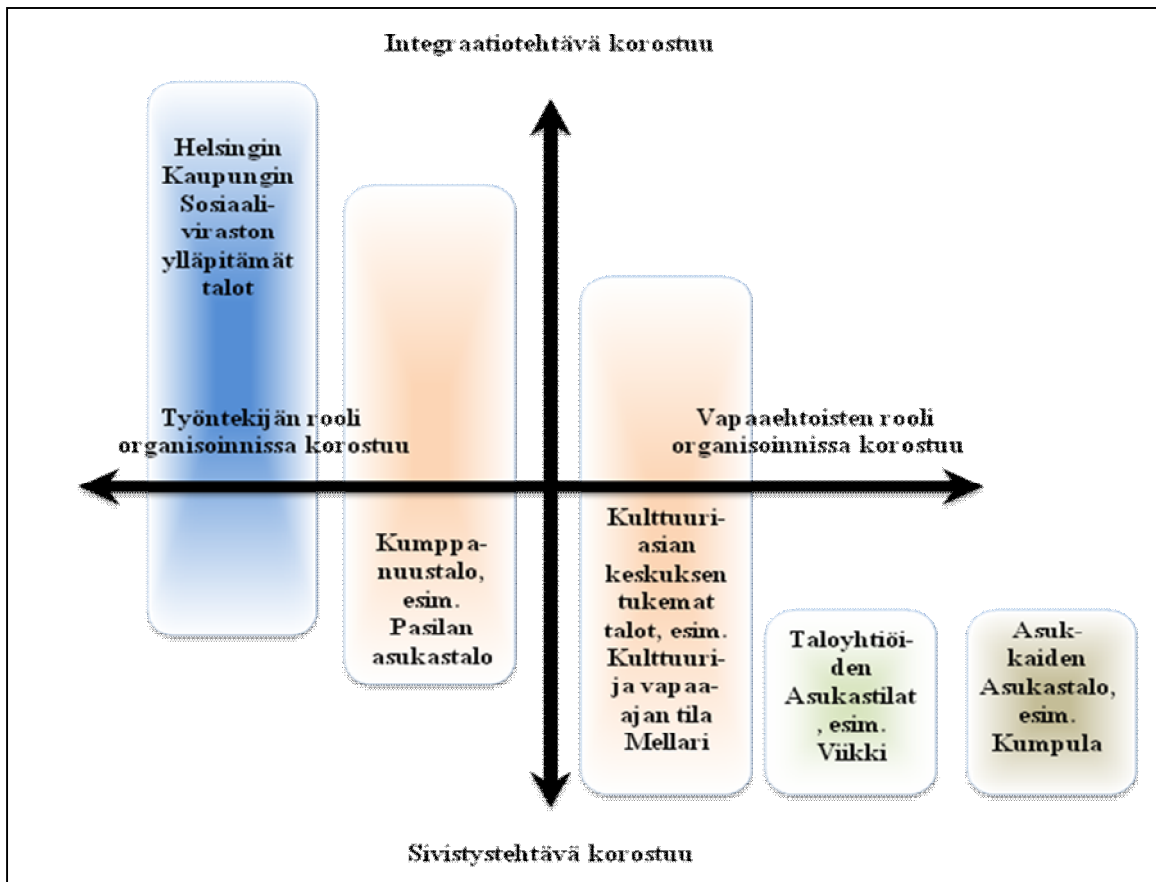 Integraatiotehtävä korostuu
Helsingin
Kaupungin
Sosiaali-
viraston
ylläpitämät
talot
Työntekijän rooli
organisoinnissa korostuu
Vapaaehtoisten rooli
organisoinnissa korostuu
Kumppa-
nuustalo,
esim.
Pasilan
asukastalo
Kulttuuri-
asian
keskuksen
tukemat
talot, esim.
Kulttuuri-
ja vapaa-
ajan tila
Mellari
Taloyhtiöi-
den
Asukastilat
, esim.
Viikki
Asuk-
kaiden
Asukastalo,
esim.
Kumpula
Sivistystehtävä korostuu